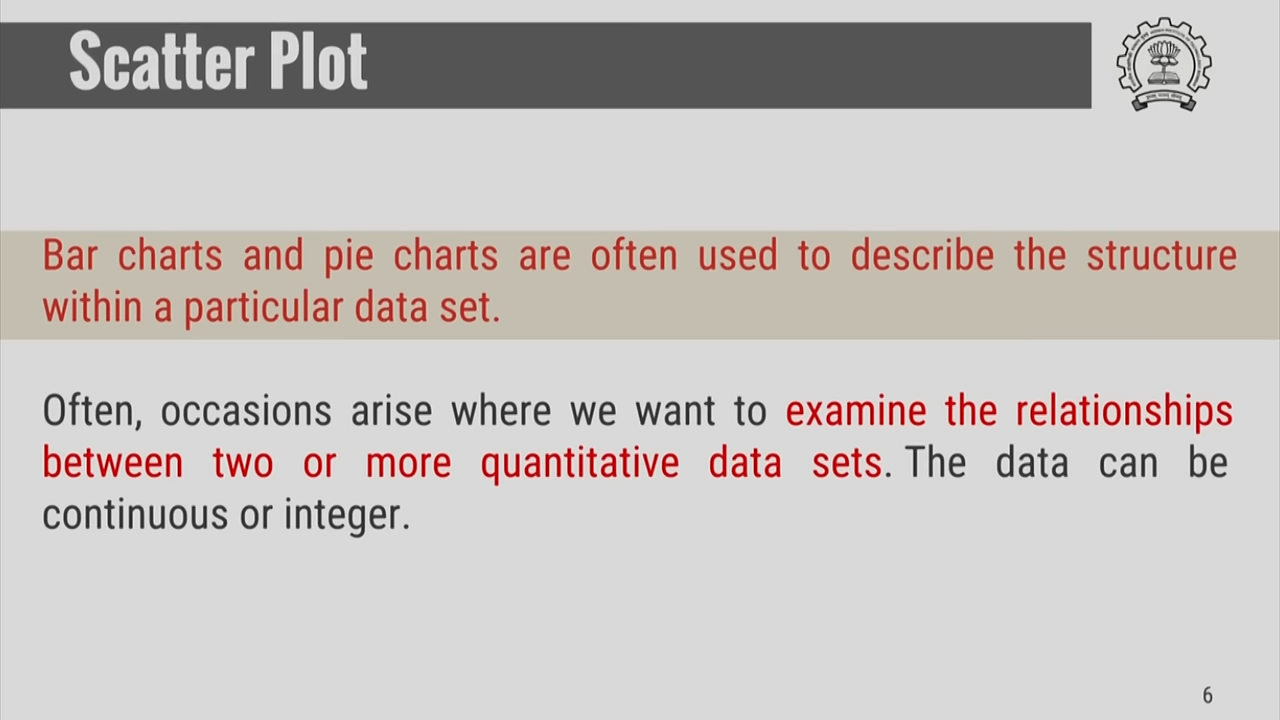 Scatter Plot
Bar charts and pie charts are often used to describe the structure
within a particular data set.
Often, occasions arise where we want to examine the relationships
between two or more quantitative data sets. The data can be
continuous or integer.
6